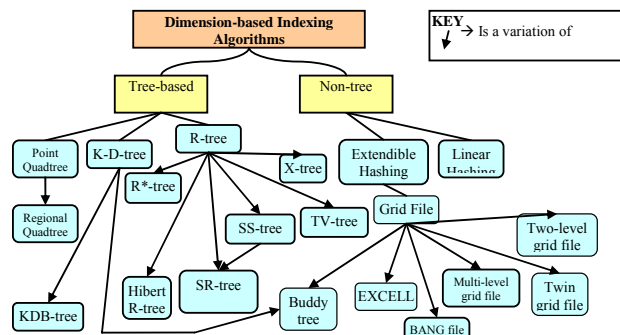 Dimension-based Indexing
Algorithms
KEY
→ Is a variation of
Tree-based
Non-tree
Point
Quadtree
K-D-tree
R-tree
X-tree
Extendible
Hashing
Linear
Hashing
R*-tree
Regional
Quadtree
SS-tree
TV-tree
Grid File
Two-level
grid file
KDB-tree
Hibert
R-tree
SR-tree
Buddy
tree
EXCELL
Multi-level
grid file
Twin
grid file
BANG file